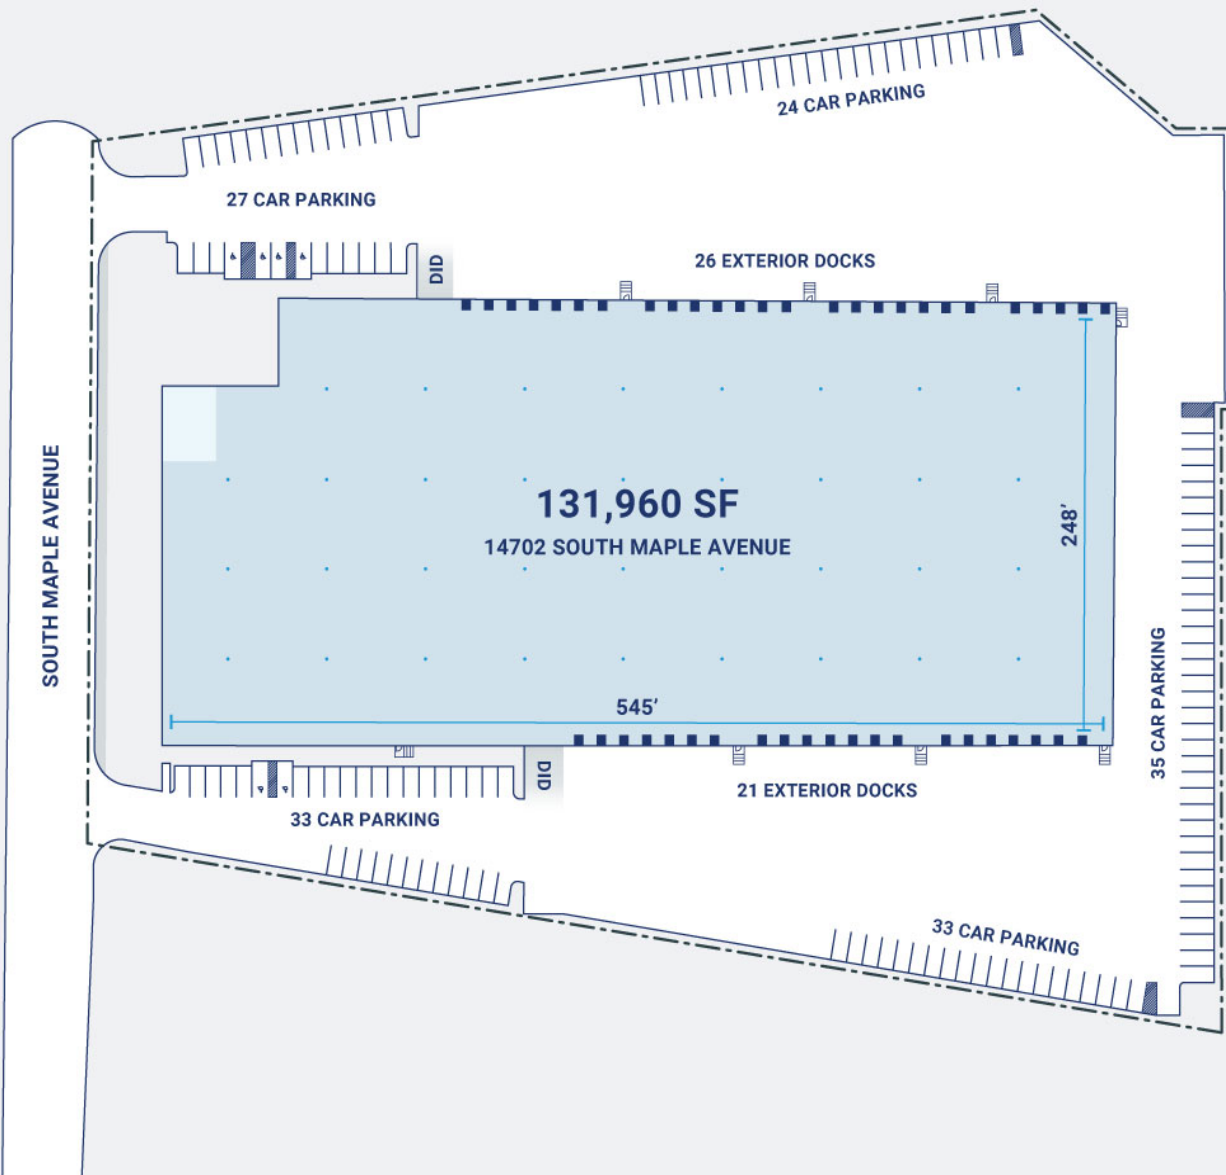 24 CAR PARKING
27 CAR PARKING
DID
26 EXTERIOR DOCKS
SOUTH MAPLE AVENUE
131,960 SF
14702 SOUTH MAPLE AVENUE
248'
545'
35 CAR PARKING
DID
21 EXTERIOR DOCKS
33 CAR PARKING
33 CAR PARKING